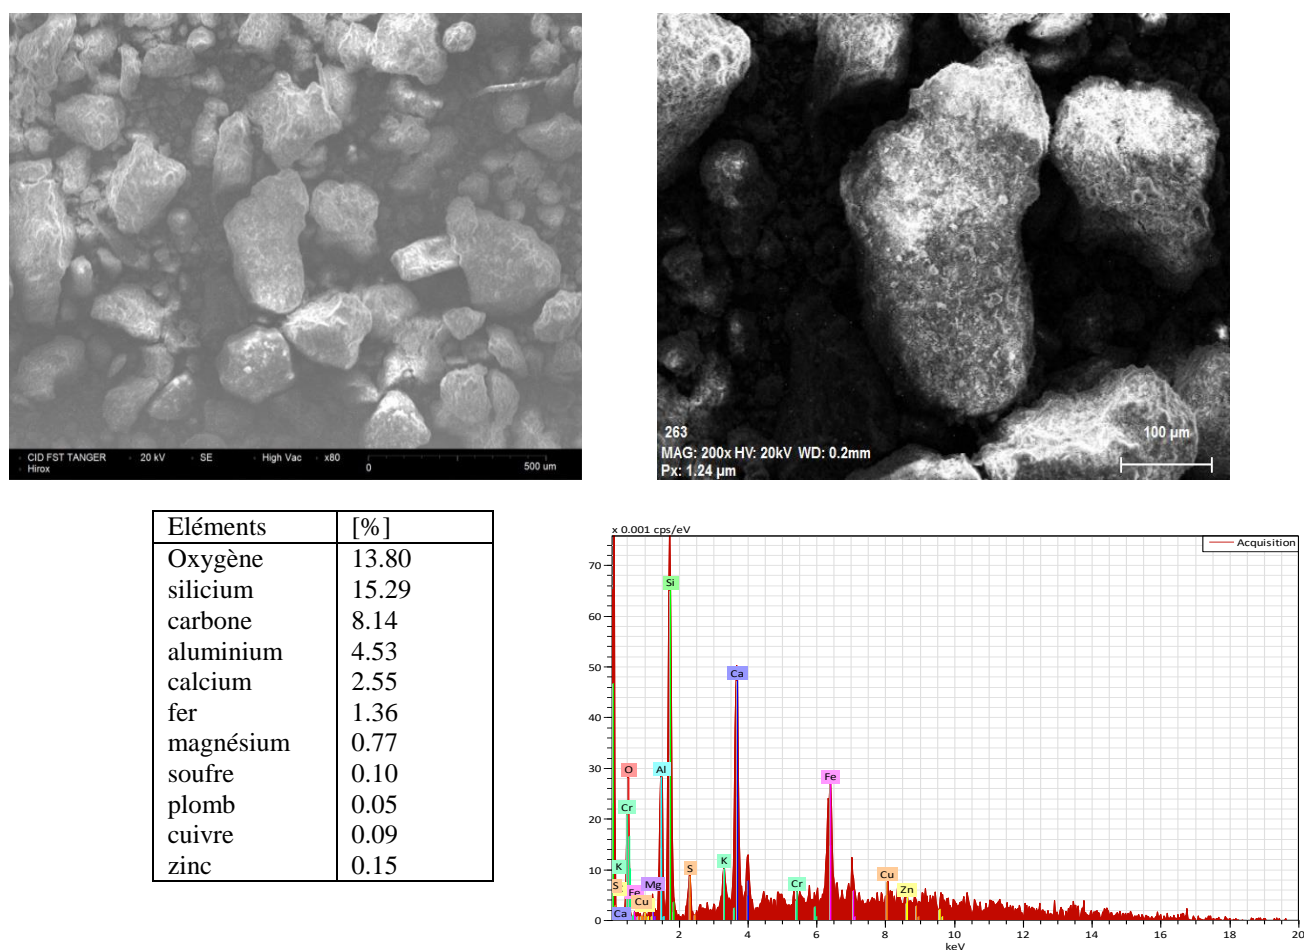 CID FST TANGER 20 kV SE High Vac x80 0 500 um
Hirox
263 100 µm
MAG: 200x HV: 20kV WD: 0.2mm
Px: 1.24 µm
Eléments [%]
Oxygène 13.80
silicium 15.29
carbone 8.14
aluminium 4.53
calcium 2.55
fer 1.36
magnésium 0.77
soufre 0.10
plomb 0.05
cuivre 0.09
zinc 0.15
x 0.001 cps/eV
Acquisition
70
Si
60
50
Ca
40
30
O Al Fe
Cr
20
10
K S K Cu
S Fe Mg Cr Zn
Cu
Ca
0
2 4 6 8 10 12 14 16 18 20
keV